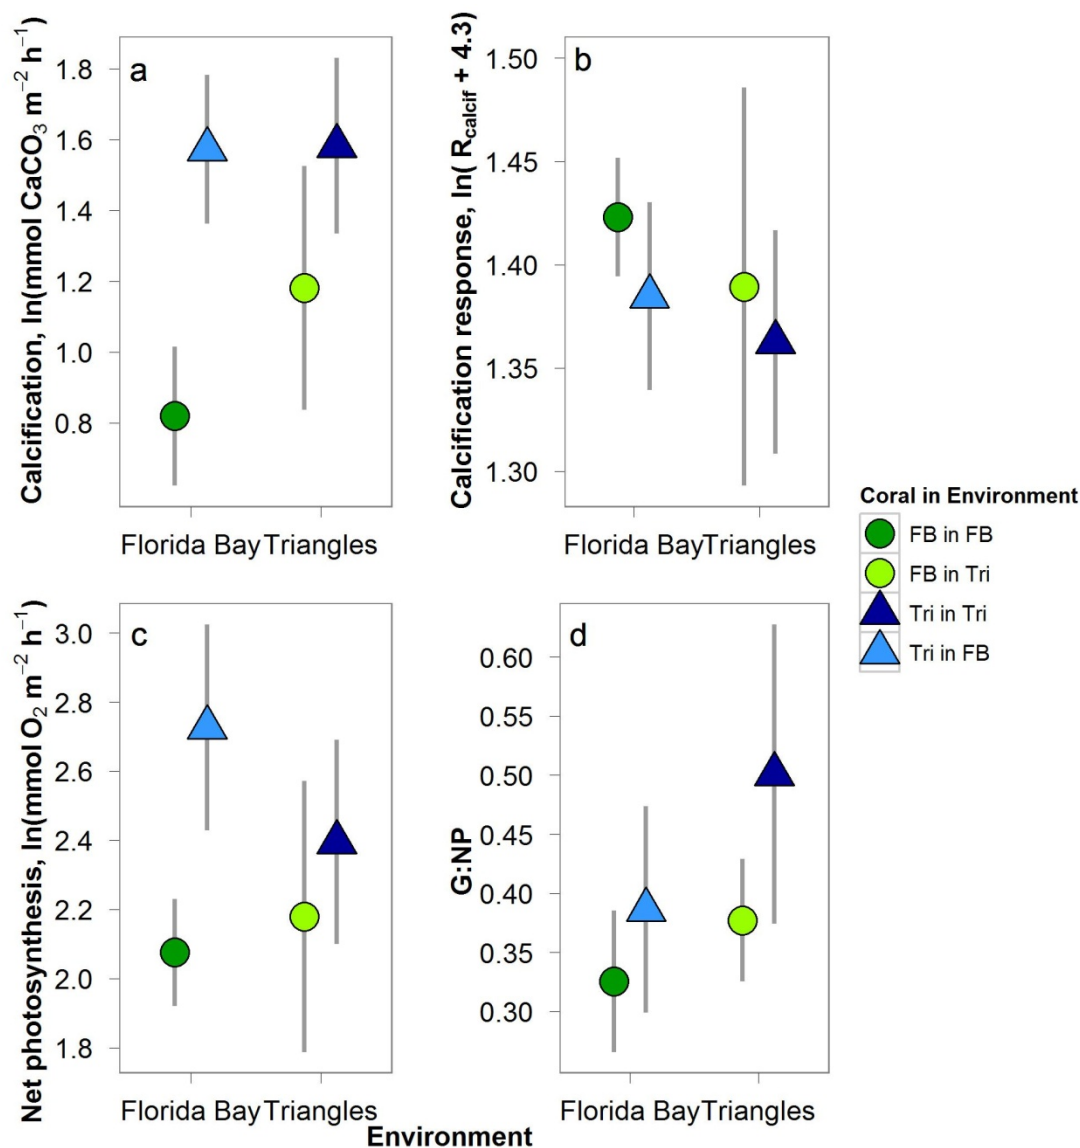 a
Calcification, ln(mmol CaCO₃ m⁻² h⁻¹)
1.8
1.6
1.4
1.2
1.0
0.8
Florida Bay Triangles
b
Calcification response, ln( R_calcif + 4.3)
1.50
1.45
1.40
1.35
1.30
Florida Bay Triangles
Coral in Environment
FB in FB
FB in Tri
Tri in Tri
Tri in FB
c
Net photosynthesis, ln(mmol O₂ m⁻² h⁻¹)
3.0
2.8
2.6
2.4
2.2
2.0
1.8
Florida Bay Triangles
d
G:NP
0.60
0.55
0.50
0.45
0.40
0.35
0.30
Florida Bay Triangles
Environment